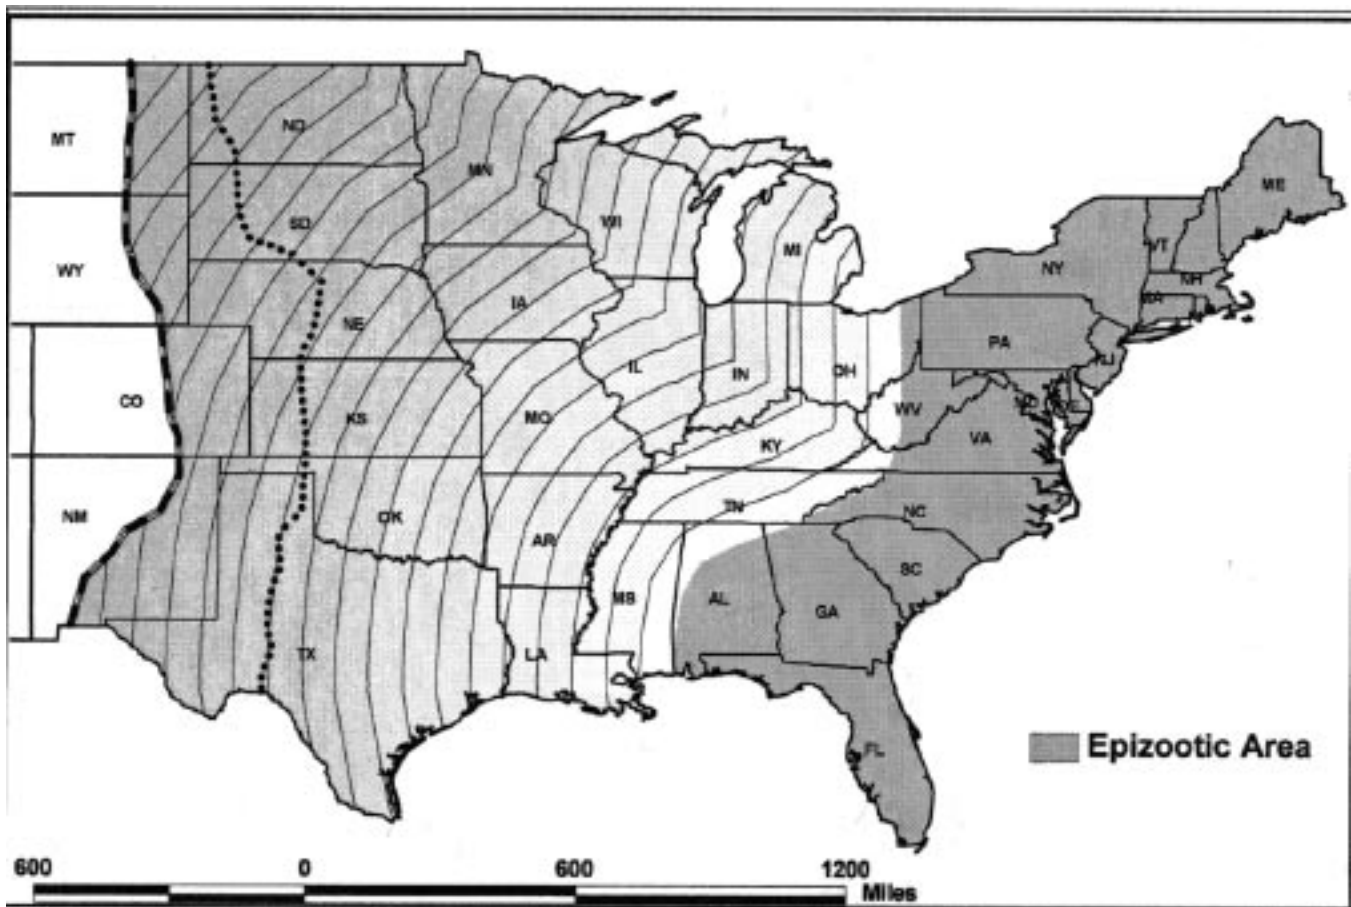 MT
ND
MN
ME
WI
SD
MI
VT
WY
NY
NH
MA
IA
NE
PA
NJ
IL
IN
OH
CO
WV
KS
MO
VA
KY
TN
NM
OK
NC
AR
SC
MS
AL
GA
TX
LA
FL
Epizootic Area
600 0 600 1200
Miles